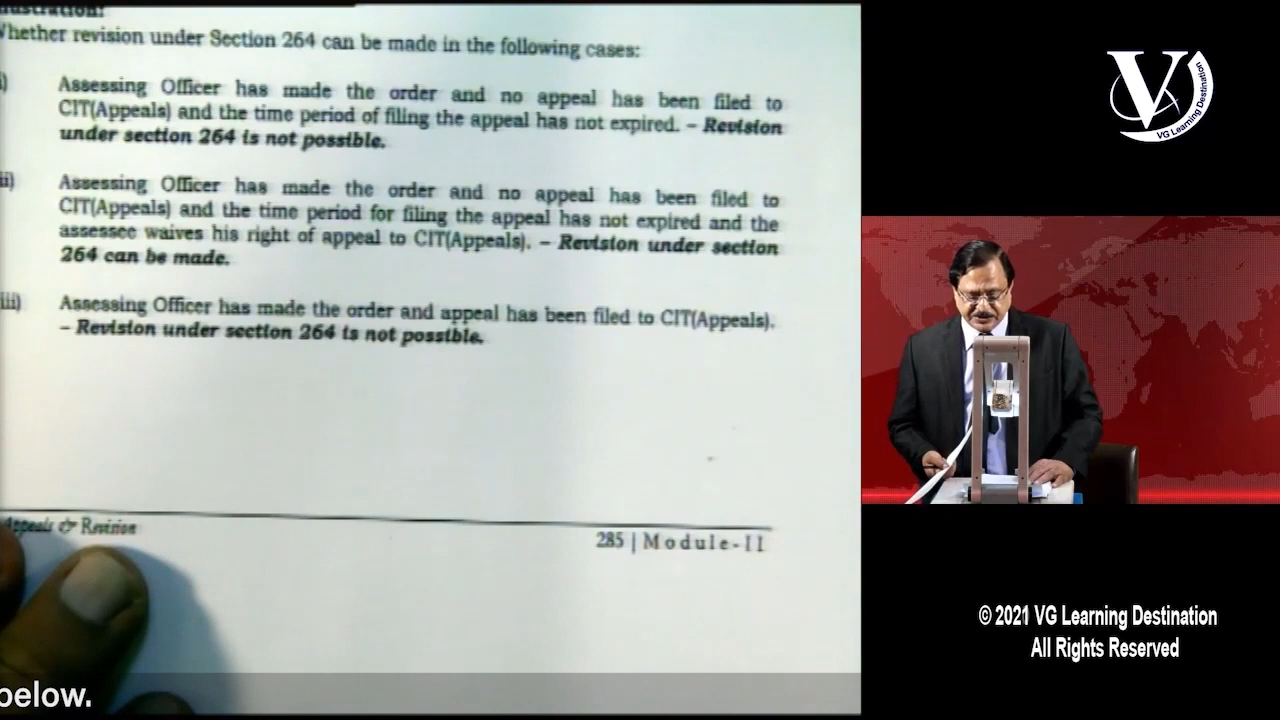 Illustration:
Whether revision under Section 264 can be made in the following cases:
i) Assessing Officer has made the order and no appeal has been filed to
CIT(Appeals) and the time period of filing the appeal has not expired. – Revision
under section 264 is not possible.
ii) Assessing Officer has made the order and no appeal has been filed to
CIT(Appeals) and the time period for filing the appeal has not expired and the
assessee waives his right of appeal to CIT(Appeals). – Revision under section
264 can be made.
iii) Assessing Officer has made the order and appeal has been filed to CIT(Appeals).
– Revision under section 264 is not possible.
Appeals & Revision
285 | Module-II
below.
V
VG Learning Destination
© 2021 VG Learning Destination
All Rights Reserved